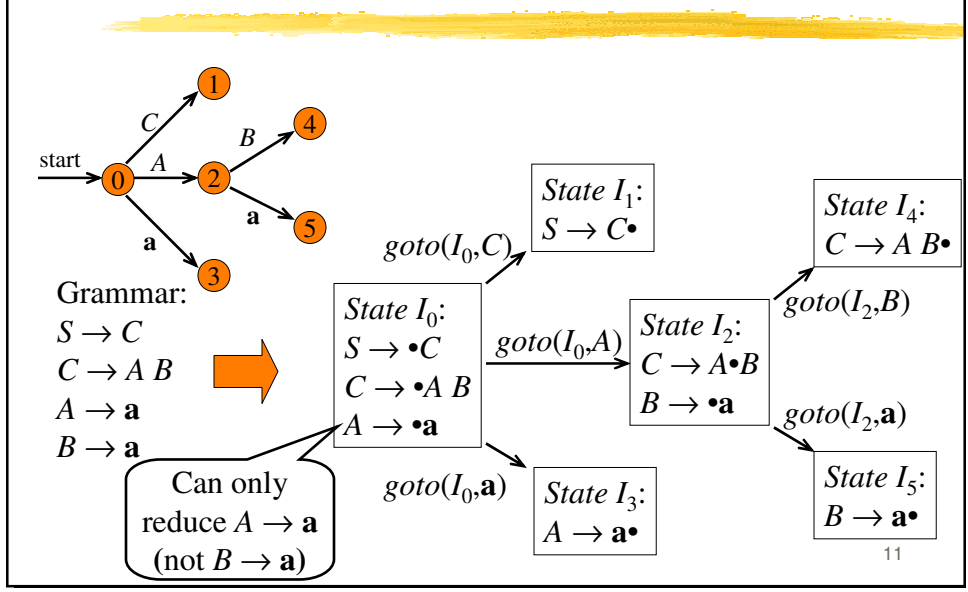 1
C
B
4
start
0
A
2
a
5
a
3
Grammar:
S → C
C → A B
A → a
B → a
State I₀:
S → •C
C → •A B
A → •a
Can only
reduce A → a
(not B → a)
goto(I₀,C)
State I₁:
S → C•
goto(I₀,A)
State I₂:
C → A•B
B → •a
goto(I₀,a)
State I₃:
A → a•
goto(I₂,B)
State I₄:
C → A B•
goto(I₂,a)
State I₅:
B → a•
11